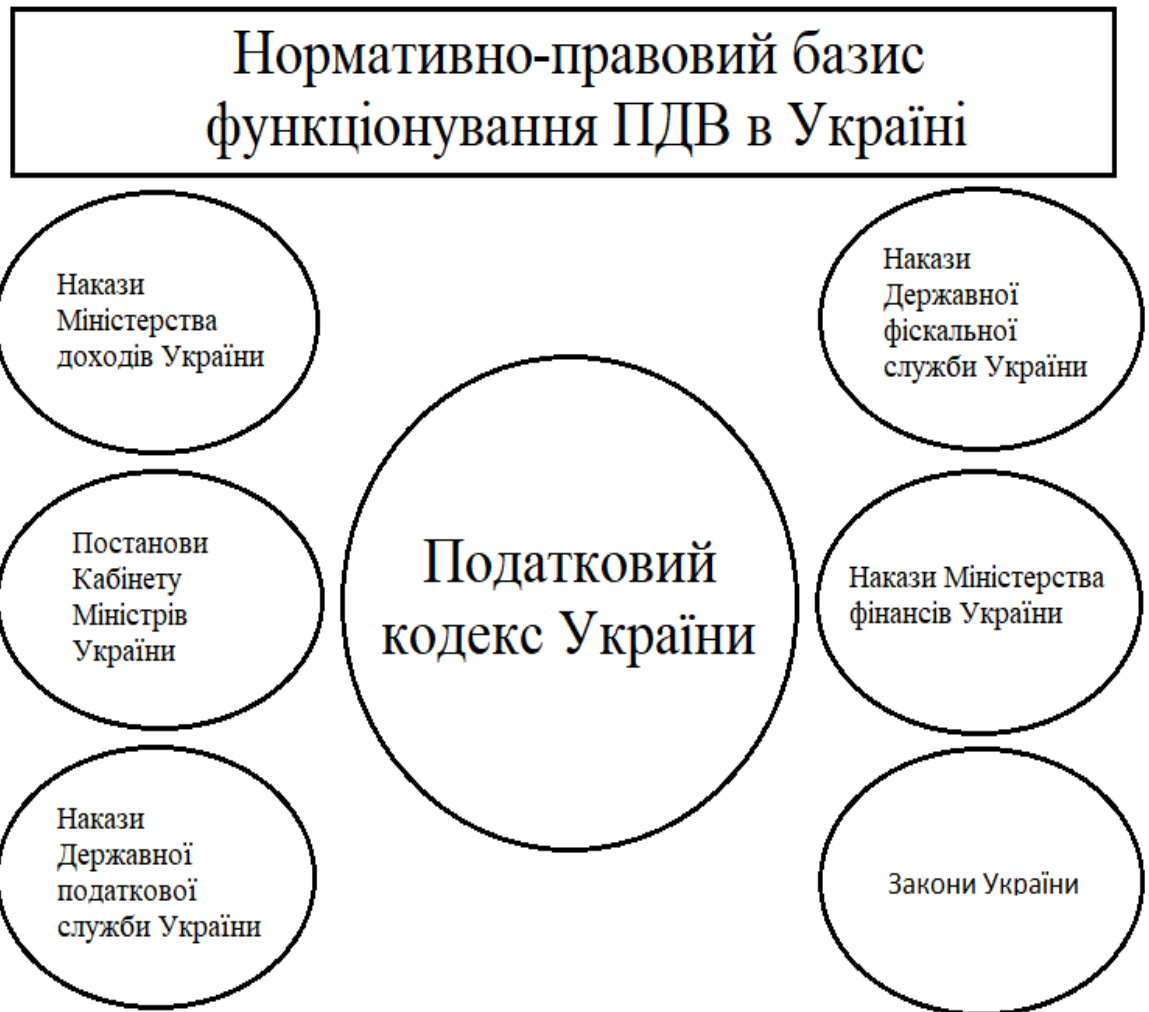 Нормативно-правовий базис
функціонування ПДВ в Україні
Накази
Міністерства
доходів України
Постанови
Кабінету
Міністрів
України
Накази
Державної
податкової
служби України
Податковий
кодекс України
Накази
Державної
фіскальної
служби України
Накази Міністерства
фінансів України
Закони України